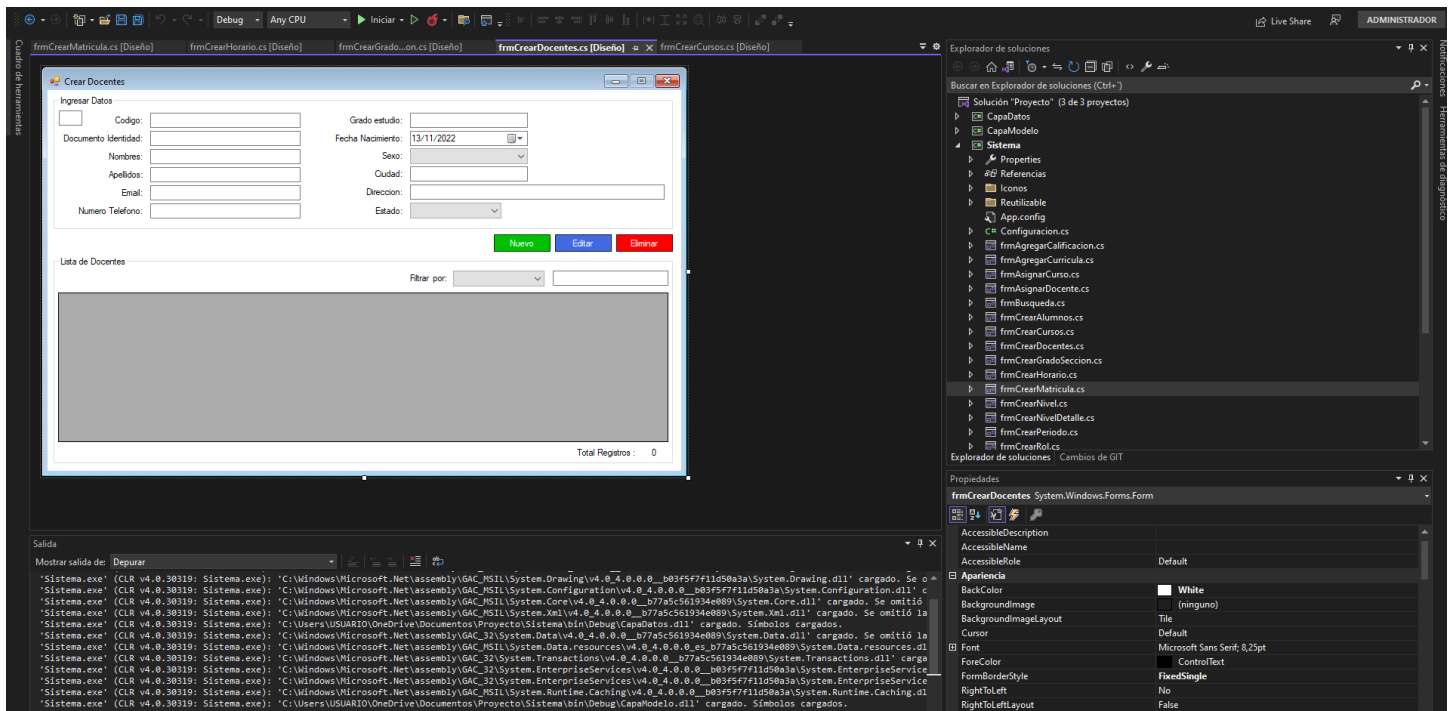 Debug
Any CPU
Iniciar
Live Share
ADMINISTRADOR
Cuadro de herramientas
frmCrearMatricula.cs [Diseño]
frmCrearHorario.cs [Diseño]
frmCrearGrado...on.cs [Diseño]
frmCrearDocentes.cs [Diseño]
frmCrearCursos.cs [Diseño]
Crear Docentes
Ingresar Datos
Codigo:
Grado estudio:
Documento Identidad:
Fecha Nacimiento:
13/11/2022
Nombres:
Sexo:
Apellidos:
Ciudad:
Email:
Direccion:
Numero Telefono:
Estado:
Nuevo
Editar
Eliminar
Lista de Docentes
Filtrar por:
Total Registros :
0
Salida
Mostrar salida de:
Depurar
'Sistema.exe' (CLR v4.0.30319: Sistema.exe): 'C:\Windows\Microsoft.Net\assembly\GAC_MSIL\System.Drawing\v4.0_4.0.0.0__b03f5f7f11d50a3a\System.Drawing.dll' cargado. Se o
'Sistema.exe' (CLR v4.0.30319: Sistema.exe): 'C:\Windows\Microsoft.Net\assembly\GAC_MSIL\System.Configuration\v4.0_4.0.0.0__b03f5f7f11d50a3a\System.Configuration.dll' c
'Sistema.exe' (CLR v4.0.30319: Sistema.exe): 'C:\Windows\Microsoft.Net\assembly\GAC_MSIL\System.Core\v4.0_4.0.0.0__b77a5c561934e089\System.Core.dll' cargado. Se omitió
'Sistema.exe' (CLR v4.0.30319: Sistema.exe): 'C:\Windows\Microsoft.Net\assembly\GAC_MSIL\System.Xml\v4.0_4.0.0.0__b77a5c561934e089\System.Xml.dll' cargado. Se omitió la
'Sistema.exe' (CLR v4.0.30319: Sistema.exe): 'C:\Users\USUARIO\OneDrive\Documentos\Proyecto\Sistema\bin\Debug\CapaDatos.dll' cargado. Símbolos cargados.
'Sistema.exe' (CLR v4.0.30319: Sistema.exe): 'C:\Windows\Microsoft.Net\assembly\GAC_32\System.Data\v4.0_4.0.0.0__b77a5c561934e089\System.Data.dll' cargado. Se omitió la
'Sistema.exe' (CLR v4.0.30319: Sistema.exe): 'C:\Windows\Microsoft.Net\assembly\GAC_MSIL\System.Data.resources\v4.0_4.0.0.0_es_b77a5c561934e089\System.Data.resources.dl
'Sistema.exe' (CLR v4.0.30319: Sistema.exe): 'C:\Windows\Microsoft.Net\assembly\GAC_32\System.Transactions\v4.0_4.0.0.0__b77a5c561934e089\System.Transactions.dll' carga
'Sistema.exe' (CLR v4.0.30319: Sistema.exe): 'C:\Windows\Microsoft.Net\assembly\GAC_32\System.EnterpriseServices\v4.0_4.0.0.0__b03f5f7f11d50a3a\System.EnterpriseService
'Sistema.exe' (CLR v4.0.30319: Sistema.exe): 'C:\Windows\Microsoft.Net\assembly\GAC_32\System.EnterpriseServices\v4.0_4.0.0.0__b03f5f7f11d50a3a\System.EnterpriseService
'Sistema.exe' (CLR v4.0.30319: Sistema.exe): 'C:\Windows\Microsoft.Net\assembly\GAC_MSIL\System.Runtime.Caching\v4.0_4.0.0.0__b03f5f7f11d50a3a\System.Runtime.Caching.dl
'Sistema.exe' (CLR v4.0.30319: Sistema.exe): 'C:\Users\USUARIO\OneDrive\Documentos\Proyecto\Sistema\bin\Debug\CapaModelo.dll' cargado. Símbolos cargados.
Explorador de soluciones
Buscar en Explorador de soluciones (Ctrl+¨)
Solución "Proyecto" (3 de 3 proyectos)
C# CapaDatos
C# CapaModelo
C# Sistema
Properties
Referencias
Iconos
Reutilizable
App.config
C# Configuracion.cs
frmAgregarCalificacion.cs
frmAgregarCurricula.cs
frmAsignarCurso.cs
frmAsignarDocente.cs
frmBusqueda.cs
frmCrearAlumnos.cs
frmCrearCursos.cs
frmCrearDocentes.cs
frmCrearGradoSeccion.cs
frmCrearHorario.cs
frmCrearMatricula.cs
frmCrearNivel.cs
frmCrearNivelDetalle.cs
frmCrearPeriodo.cs
frmCrearRol.cs
Explorador de soluciones
Cambios de GIT
Propiedades
frmCrearDocentes System.Windows.Forms.Form
AccessibleDescription
AccessibleName
AccessibleRole
Default
Apariencia
BackColor
White
BackgroundImage
(ninguno)
BackgroundImageLayout
Tile
Cursor
Default
Font
Microsoft Sans Serif; 8,25pt
ForeColor
ControlText
FormBorderStyle
FixedSingle
RightToLeft
No
RightToLeftLayout
False
Notificaciones
Herramientas de diagnóstico